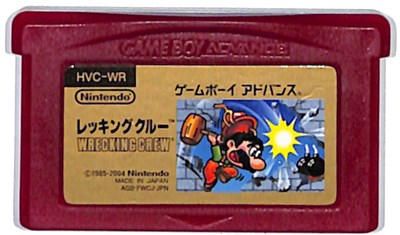 GAME BOY ADVANCE
HVC-WR
Nintendo
ゲームボーイ アドバンス
レッキングクルー
WRECKING CREW
©1985-2004 Nintendo
MADE IN JAPAN
AGB-FWCJ-JPN